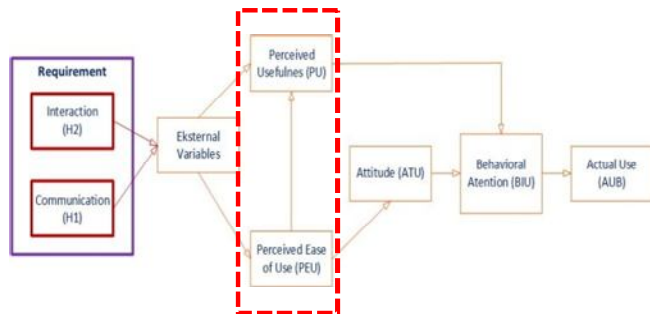 Requirement
Interaction
(H2)
Communication
(H1)
Eksternal
Variables
Perceived
Usefulnes (PU)
Perceived Ease
of Use (PEU)
Attitude (ATU)
Behavioral
Atention (BIU)
Actual Use
(AUB)